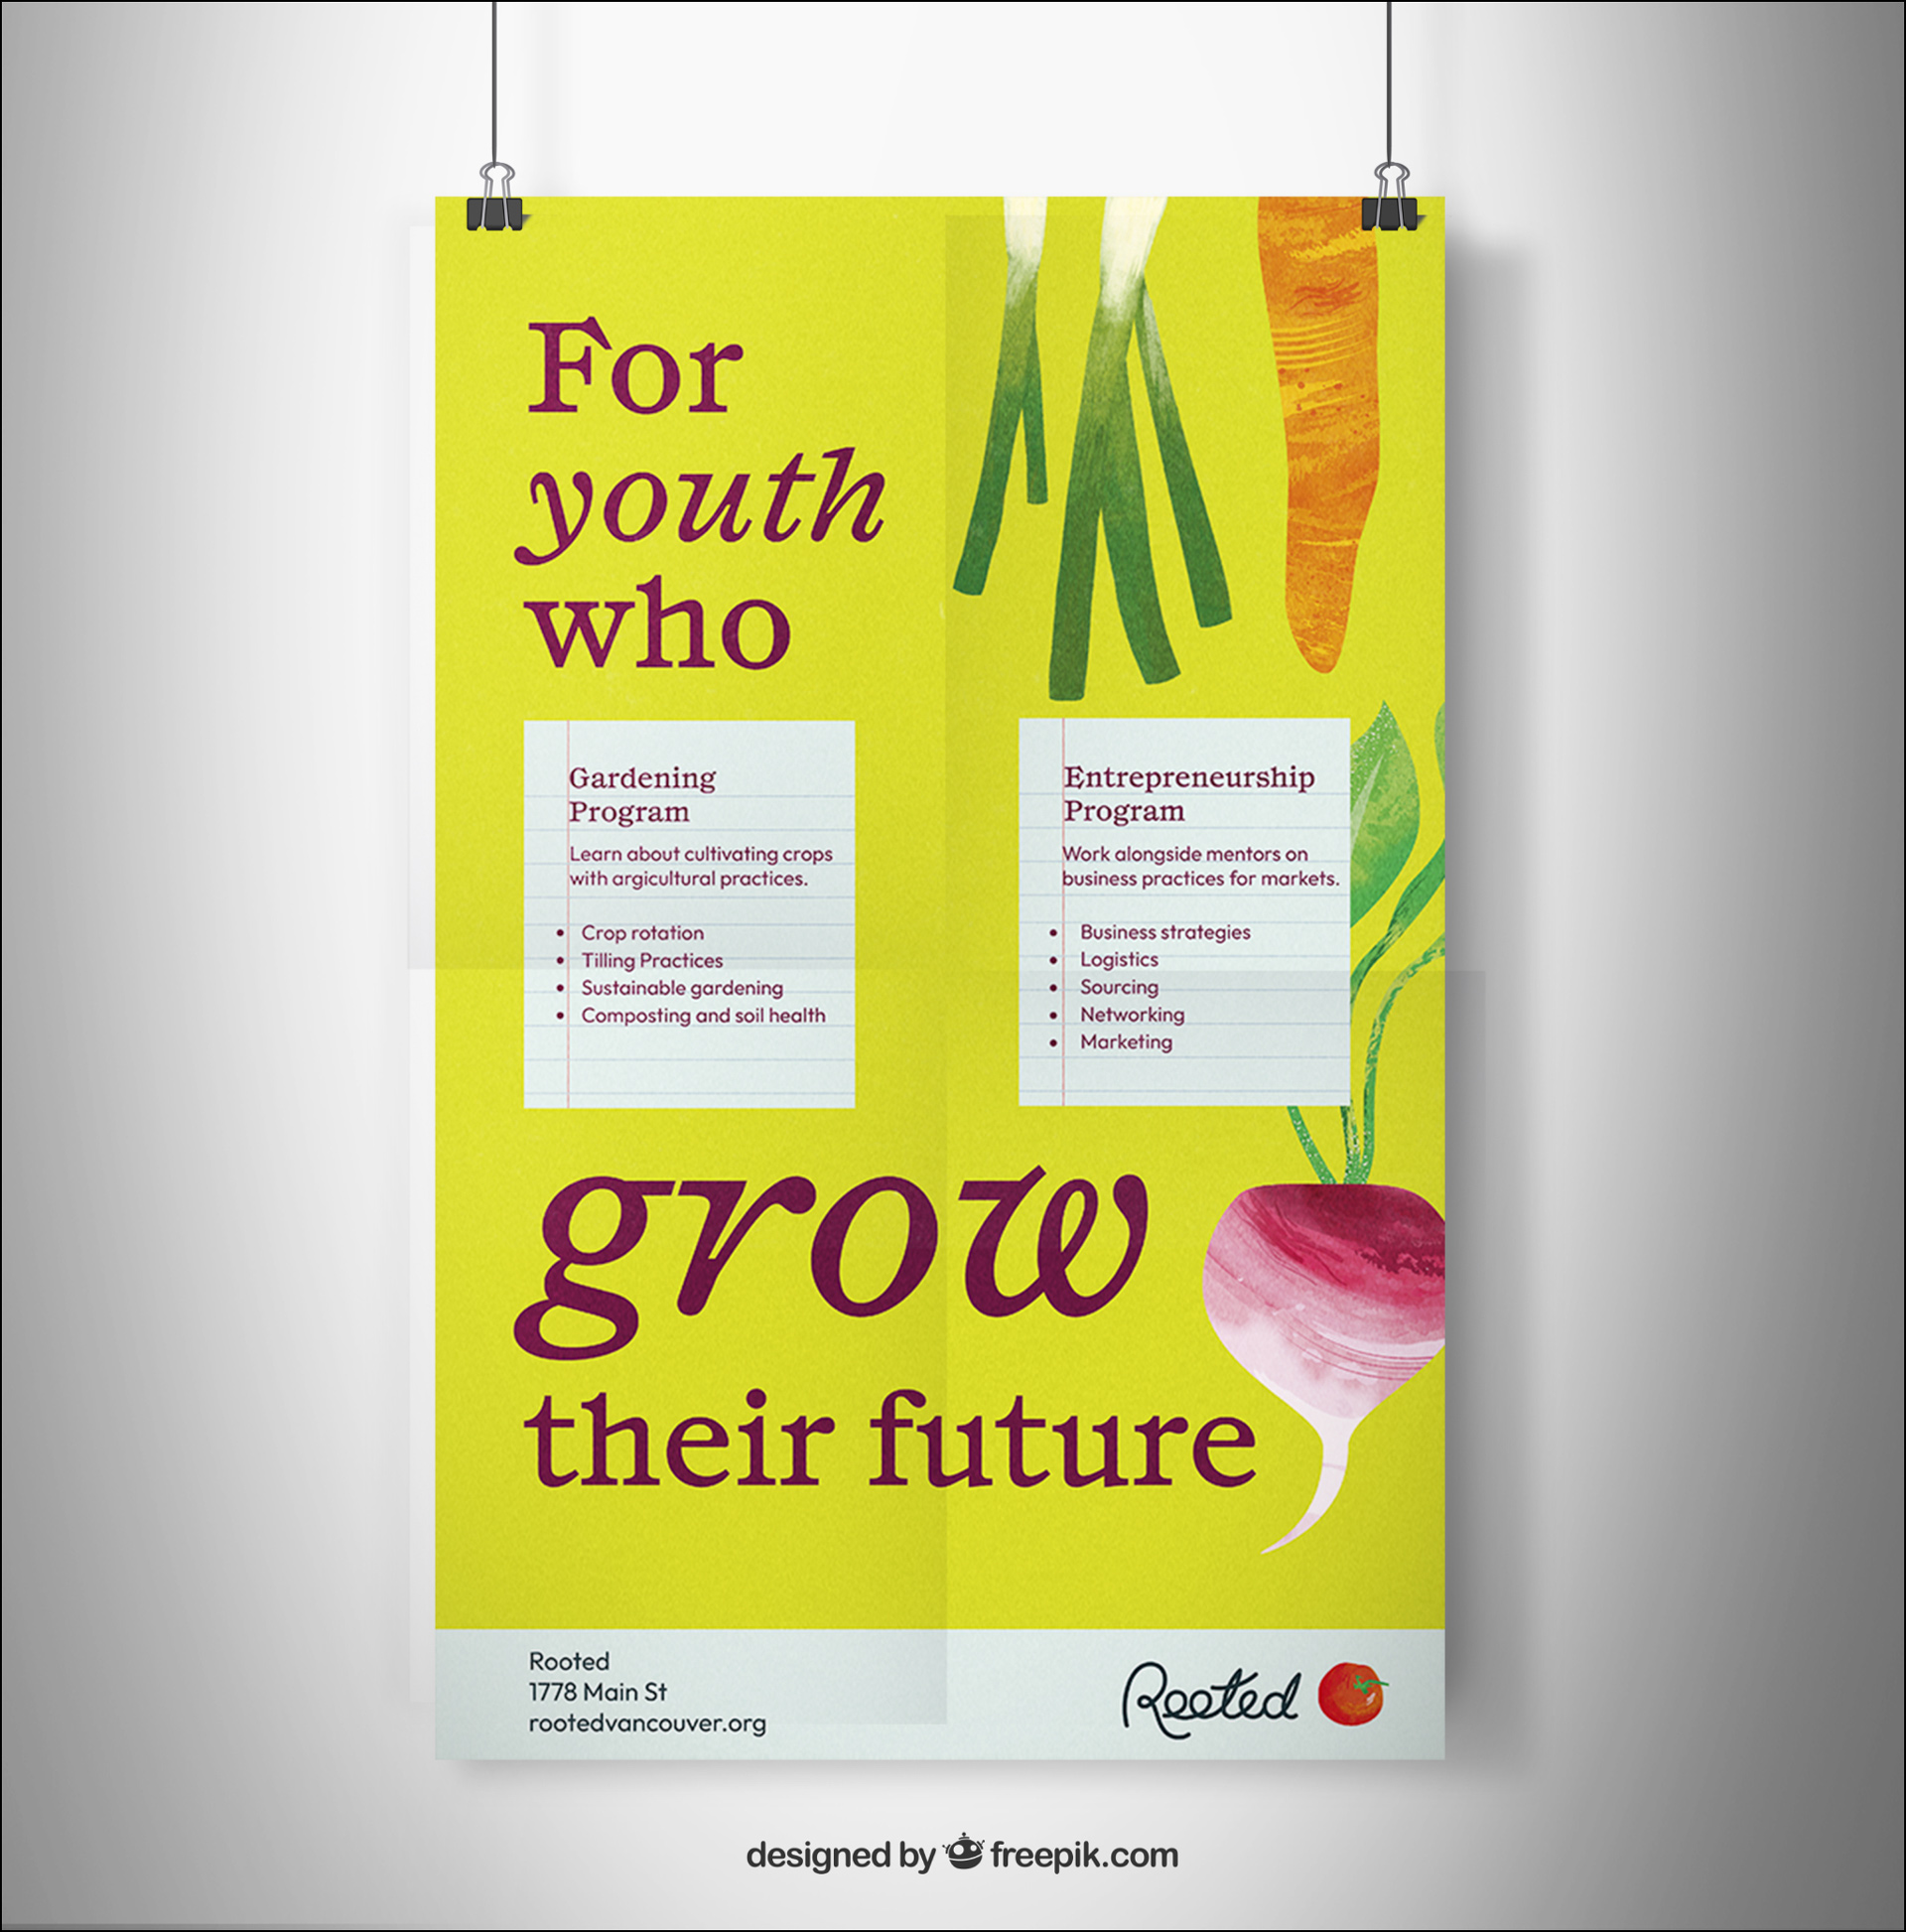 For
youth
who
Gardening
Program
Learn about cultivating crops
with argicultural practices.
• Crop rotation
• Tilling Practices
• Sustainable gardening
• Composting and soil health
Entrepreneurship
Program
Work alongside mentors on
business practices for markets.
• Business strategies
• Logistics
• Sourcing
• Networking
• Marketing
grow
their future
Rooted
1778 Main St
rootedvancouver.org
Rooted
designed by freepik.com